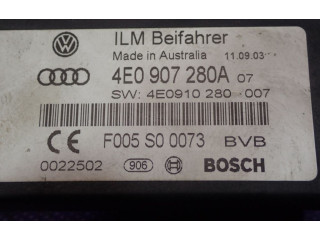 ILM Beifahrer
Made in Australia 11.09.03
4E0 907 280A 07
SW: 4E0910 280 007
F005 S0 0073 BVB
0022502 906 BOSCH